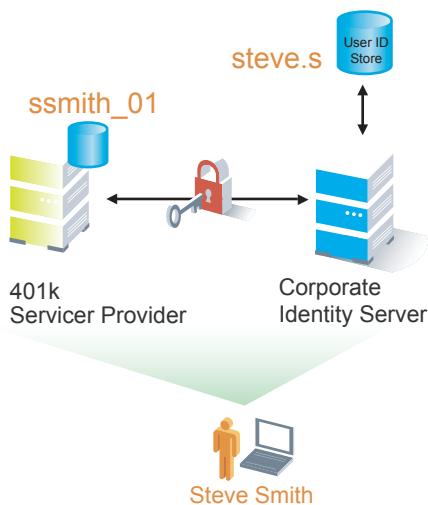 User ID
Store
steve.s
ssmith_01
401k
Servicer Provider
Corporate
Identity Server
Steve Smith